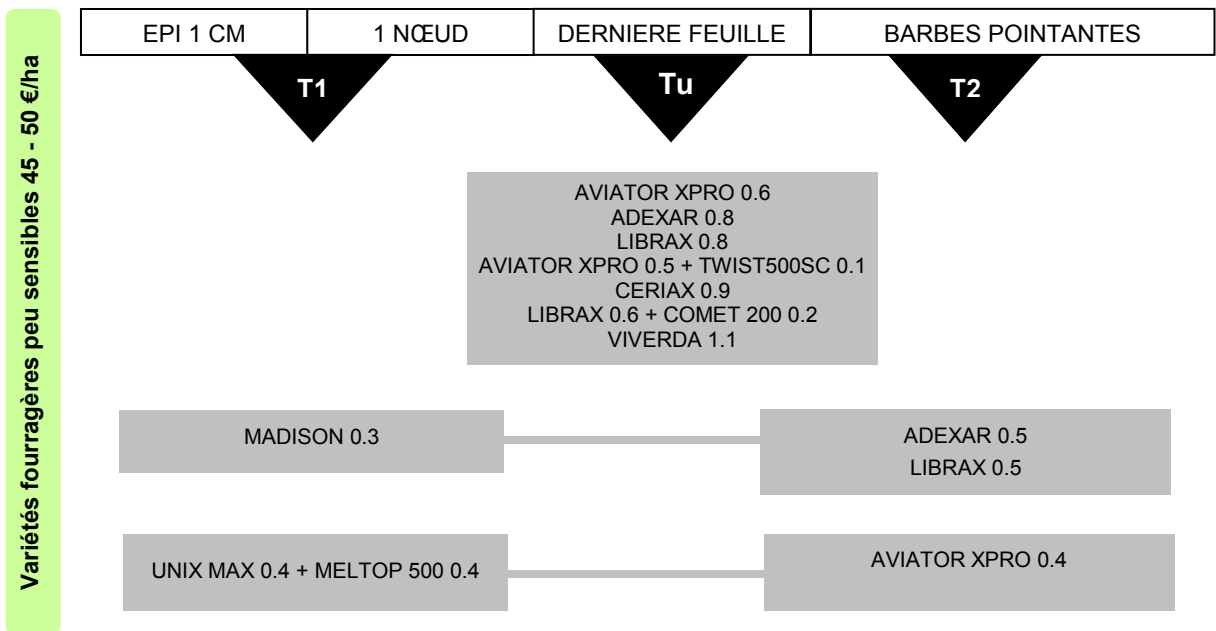 Variétés fourragères peu sensibles 45 - 50 €/ha
EPI 1 CM
1 NŒUD
DERNIERE FEUILLE
BARBES POINTANTES
T1
Tu
T2
AVIATOR XPRO 0.6
ADEXAR 0.8
LIBRAX 0.8
AVIATOR XPRO 0.5 + TWIST500SC 0.1
CERIAX 0.9
LIBRAX 0.6 + COMET 200 0.2
VIVERDA 1.1
MADISON 0.3
ADEXAR 0.5
LIBRAX 0.5
UNIX MAX 0.4 + MELTOP 500 0.4
AVIATOR XPRO 0.4